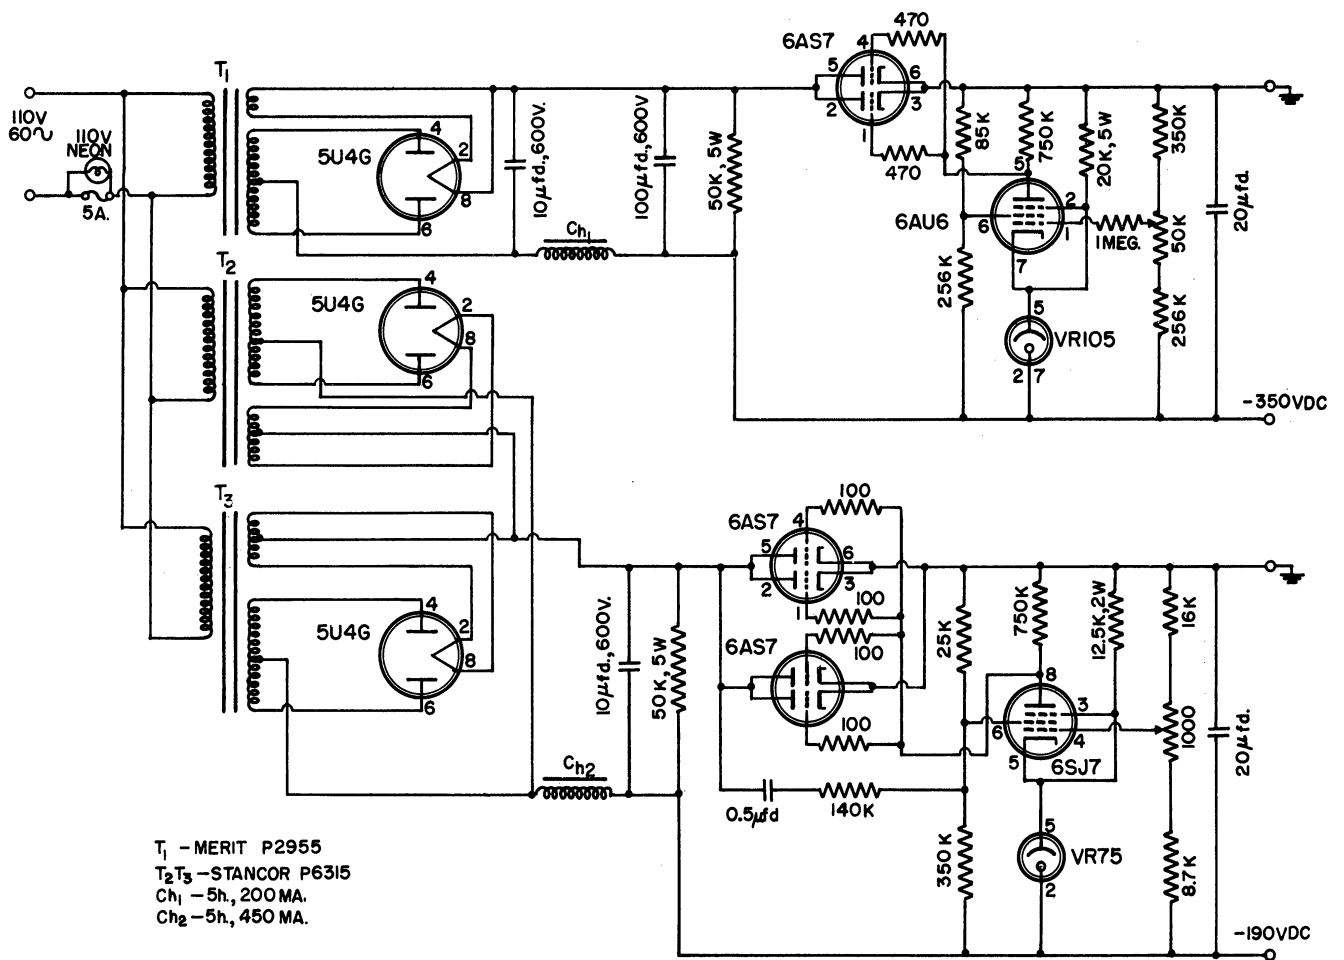 470
6AS7
4
5
6
2
3
1
470
T1
110V
60~
110V
NEON
5A.
5U4G
4
2
8
6
10μfd.,600V.
100μfd.,600V
50K, 5W
Ch1
85K
750K
20K, 5W
350K
5
2
6AU6
6
1
1 MEG.
50K
7
256K
256K
20μfd.
5
VR105
2
7
-350VDC
T2
5U4G
4
2
8
6
T3
5U4G
4
2
8
6
10μfd.,600V.
50K, 5W
Ch2
100
6AS7
4
5
6
2
3
1
100
6AS7
100
100
0.5μfd
140K
25K
750K
12.5K,2W
16K
8
3
6
4
5
6SJ7
1000
20μfd.
350K
5
VR75
2
8.7K
-190VDC
T1 – MERIT P2955
T2T3 – STANCOR P6315
Ch1 – 5h., 200 MA.
Ch2 – 5h., 450 MA.